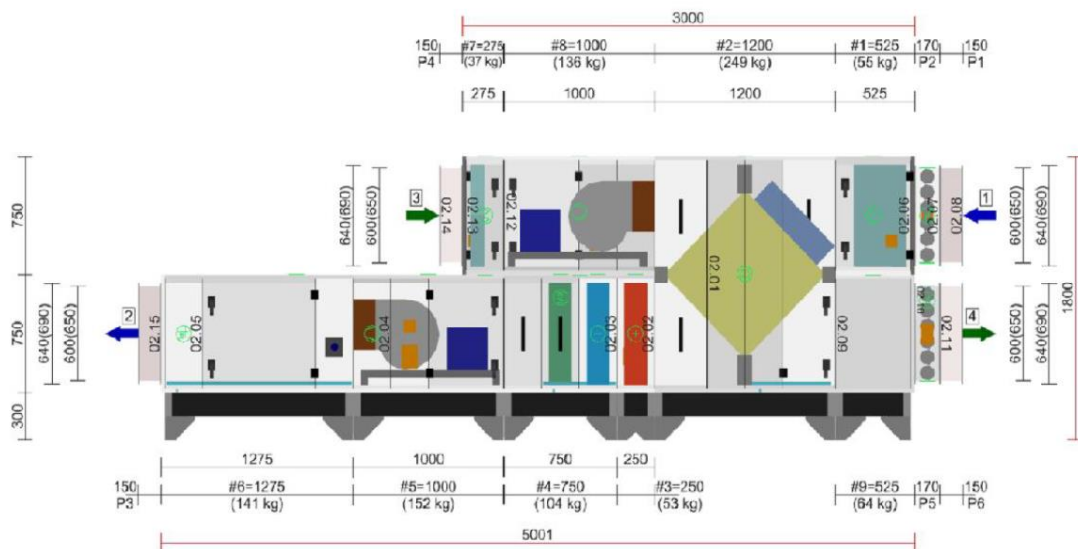 3000
150 #7=275 #8=1000 #2=1200 #1=525 170 150
P4 (37 kg) (136 kg) (249 kg) (55 kg) P2 P1
275 1000 1200 525
750 640(690) 600(650) 3 02.14 02.13 02.12 02.01 02.06 02.07 02.08 1 600(650) 640(690)
1800
750 640(690) 600(650) 2 02.15 02.05 02.04 02.03 02.02 02.09 02.11 4 600(650) 640(690)
300
1275 1000 750 250
150 #6=1275 #5=1000 #4=750 #3=250 #9=525 170 150
P3 (141 kg) (152 kg) (104 kg) (53 kg) (64 kg) P5 P6
5001